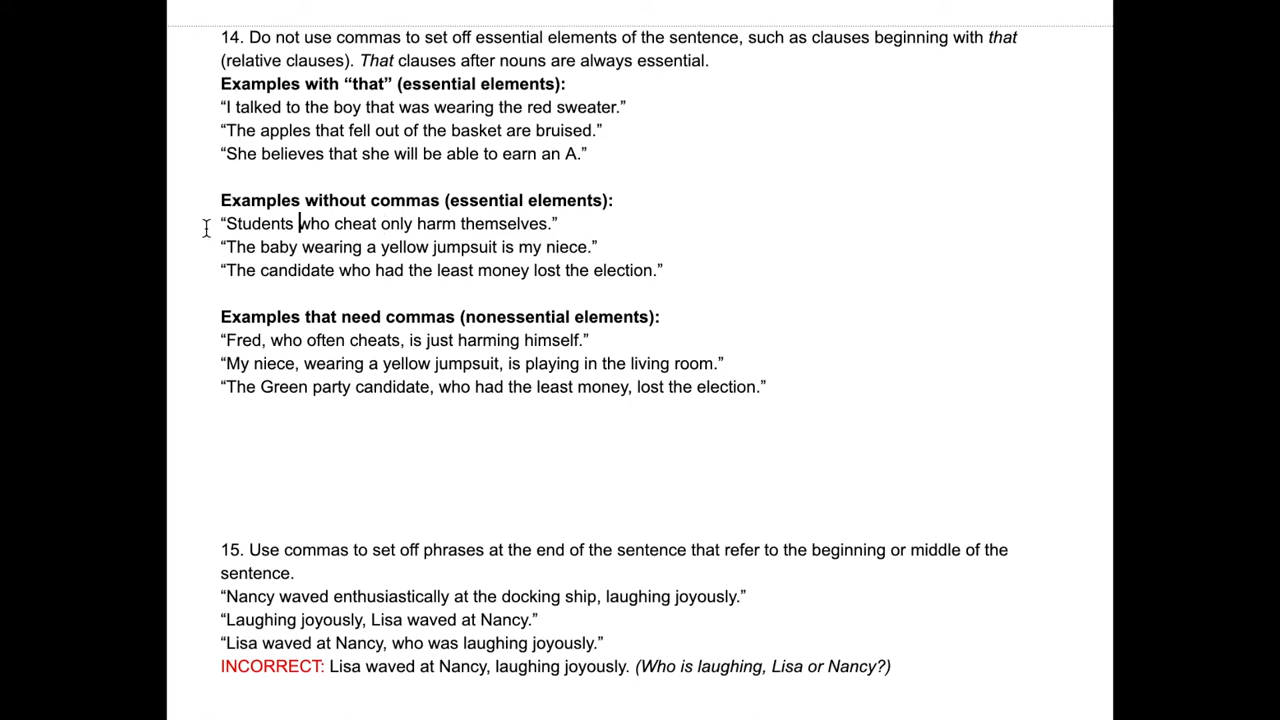 14. Do not use commas to set off essential elements of the sentence, such as clauses beginning with that
(relative clauses). That clauses after nouns are always essential.
Examples with “that” (essential elements):
“I talked to the boy that was wearing the red sweater.”
“The apples that fell out of the basket are bruised.”
“She believes that she will be able to earn an A.”
Examples without commas (essential elements):
“Students who cheat only harm themselves.”
“The baby wearing a yellow jumpsuit is my niece.”
“The candidate who had the least money lost the election.”
Examples that need commas (nonessential elements):
“Fred, who often cheats, is just harming himself.”
“My niece, wearing a yellow jumpsuit, is playing in the living room.”
“The Green party candidate, who had the least money, lost the election.”
15. Use commas to set off phrases at the end of the sentence that refer to the beginning or middle of the
sentence.
“Nancy waved enthusiastically at the docking ship, laughing joyously.”
“Laughing joyously, Lisa waved at Nancy.”
“Lisa waved at Nancy, who was laughing joyously.”
INCORRECT: Lisa waved at Nancy, laughing joyously. (Who is laughing, Lisa or Nancy?)